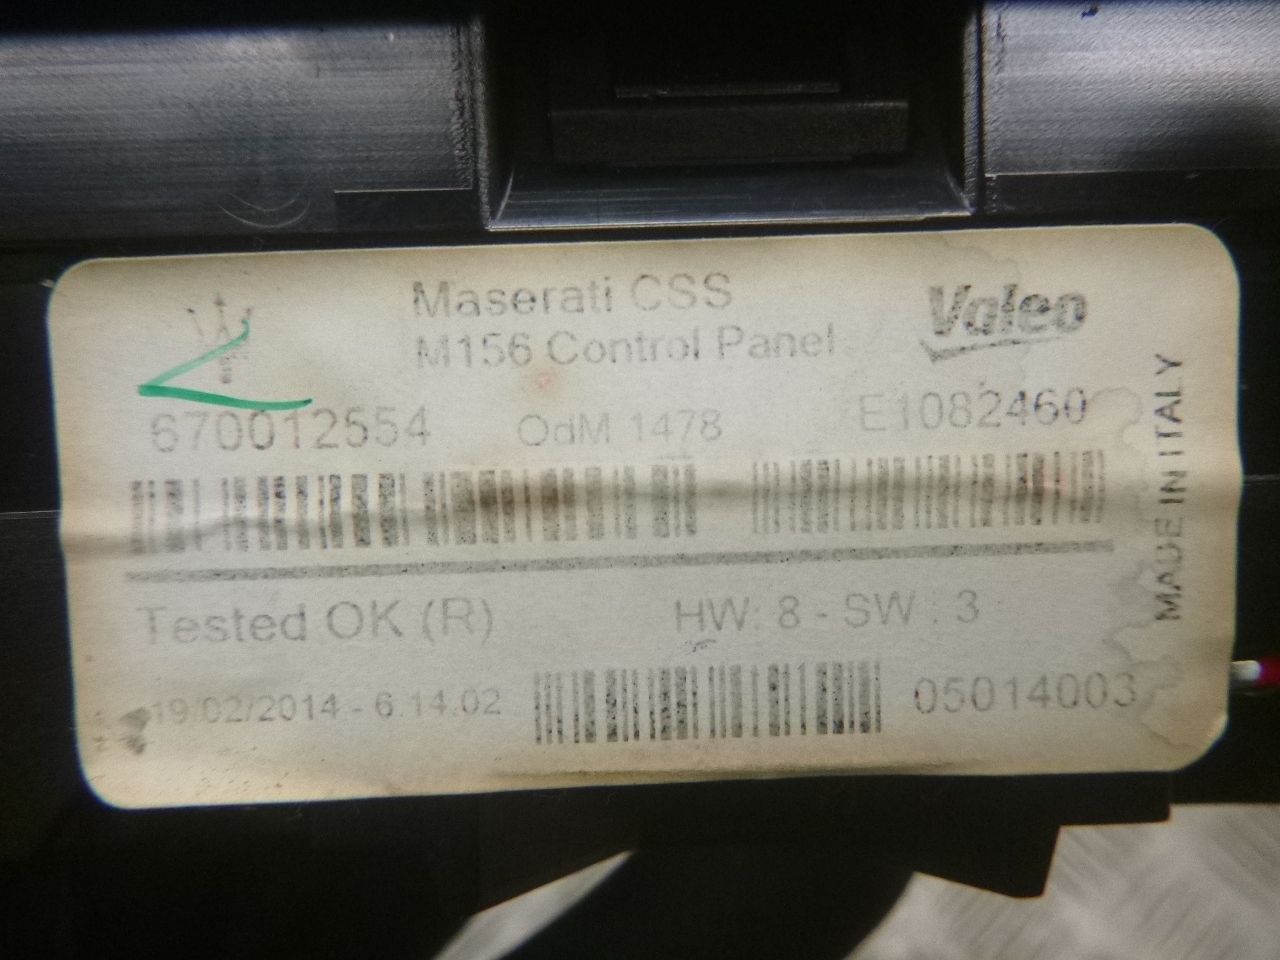 Maserati CSS
M156 Control Panel
Valeo
670012554
OdM 1478
E1082460
MADE IN ITALY
Tested OK (R)
HW: 8 - SW : 3
19/02/2014 - 6.14.02
05014003